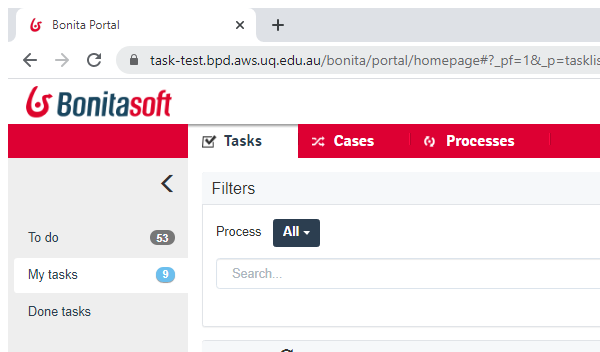 Bonita Portal
task-test.bpd.aws.uq.edu.au/bonita/portal/homepage#?_pf=1&_p=tasklis
Bonitasoft
Tasks Cases Processes
Filters
Process All
Search...
To do 53
My tasks 9
Done tasks